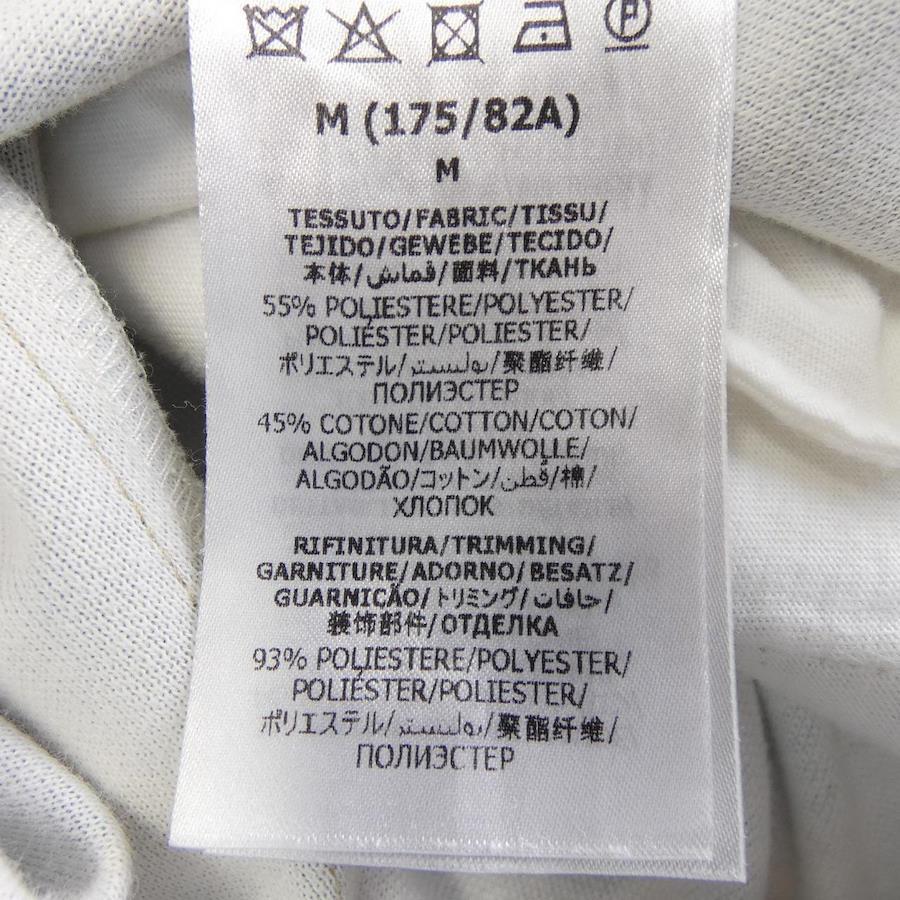 P
M (175/82A)
M
TESSUTO/FABRIC/TISSU/
TEJIDO/GEWEBE/TECIDO/
本体/قماش/面料/ТКАНЬ
55% POLIESTERE/POLYESTER/
POLIÉSTER/POLIESTER/
ポリエステル/بوليستر/聚酯纤维/
ПОЛИЭСТЕР
45% COTONE/COTTON/COTON/
ALGODON/BAUMWOLLE/
ALGODÃO/コットン/قطن/棉/
ХЛОПОК
RIFINITURA/TRIMMING/
GARNITURE/ADORNO/BESATZ/
GUARNICÃO/トリミング/حافات/
装饰部件/ОТДЕЛКА
93% POLIESTERE/POLYESTER/
POLIÉSTER/POLIESTER/
ポリエステル/بوليستر/聚酯纤维/
ПОЛИЭСТЕР